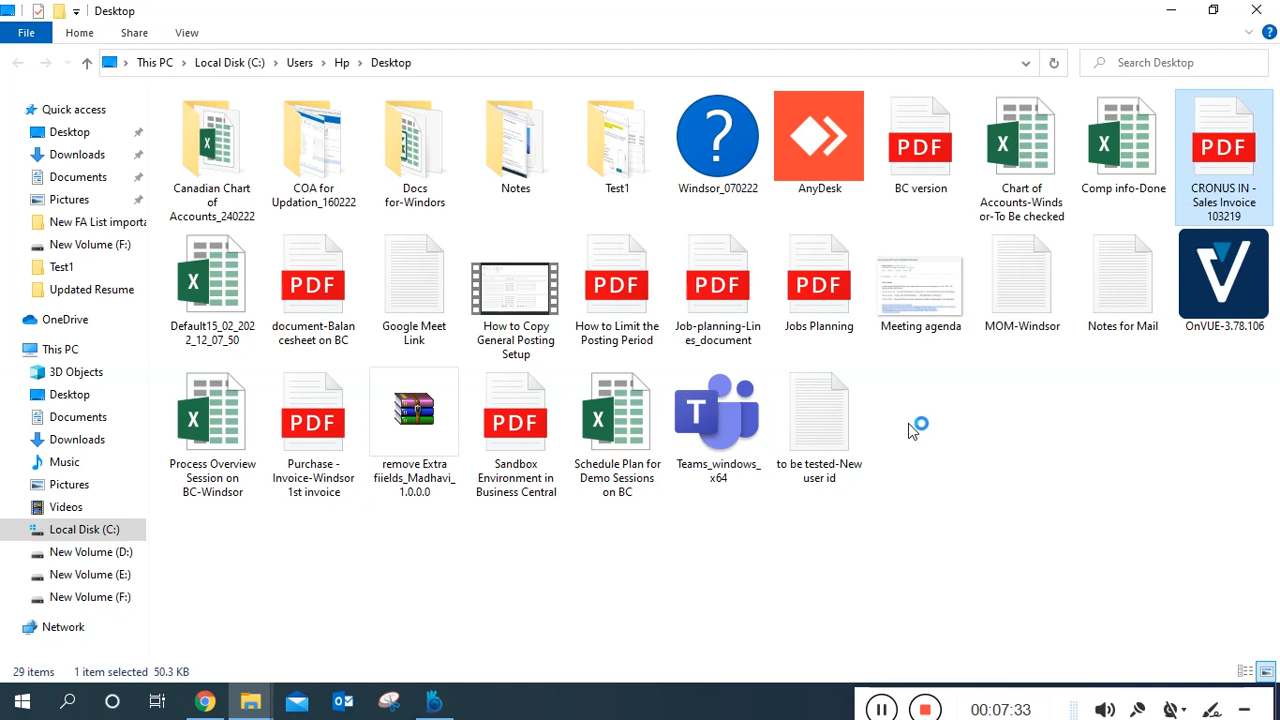 Desktop
File
Home
Share
View
This PC
Local Disk (C:)
Users
Hp
Desktop
Search Desktop
Quick access
Desktop
Downloads
Documents
Pictures
New FA List importa
New Volume (F:)
Test1
Updated Resume
OneDrive
This PC
3D Objects
Desktop
Documents
Downloads
Music
Pictures
Videos
Local Disk (C:)
New Volume (D:)
New Volume (E:)
New Volume (F:)
Network
Canadian Chart
of
Accounts_240222
COA for
Updation_160222
Docs
for-Windors
Notes
Test1
Windsor_070222
AnyDesk
PDF
BC version
Chart of
Accounts-Winds
or-To Be checked
Comp info-Done
PDF
CRONUS IN -
Sales Invoice
103219
Default15_02_202
2_12_07_50
PDF
document-Balan
cesheet on BC
Google Meet
Link
How to Copy
General Posting
Setup
PDF
How to Limit the
Posting Period
PDF
Job-planning-Lin
es_document
PDF
Jobs Planning
Meeting agenda
MOM-Windsor
Notes for Mail
OnVUE-3.78.106
Process Overview
Session on
BC-Windsor
PDF
Purchase -
Invoice-Windsor
1st invoice
remove Extra
fiields_Madhavi_
1.0.0.0
PDF
Sandbox
Environment in
Business Central
Schedule Plan for
Demo Sessions
on BC
Teams_windows_
x64
to be tested-New
user id
29 items
1 item selected
50.3 KB
00:07:33